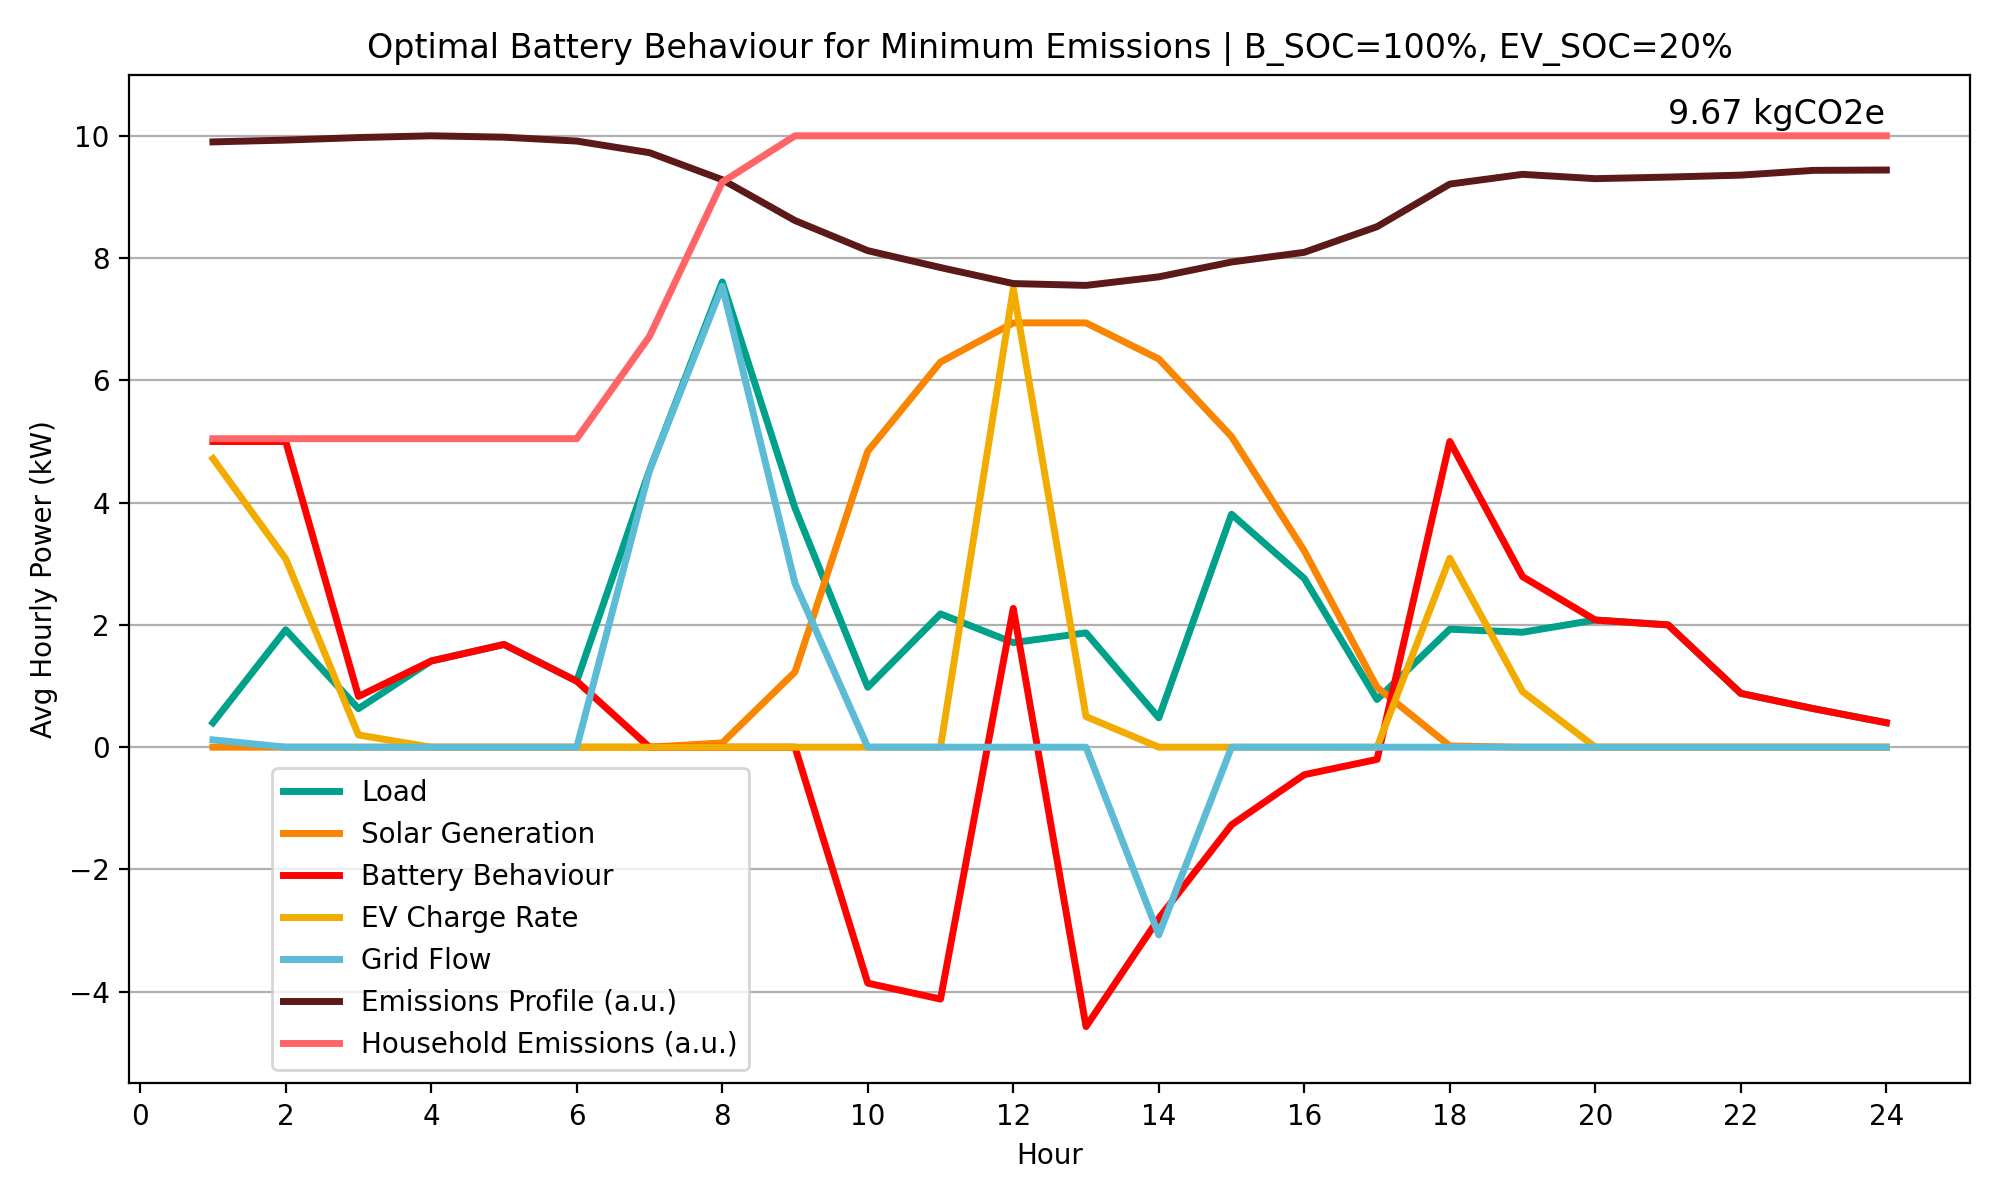 Optimal Battery Behaviour for Minimum Emissions | B_SOC=100%, EV_SOC=20%
9.67 kgCO2e
10
8
6
4
2
0
−2
−4
Avg Hourly Power (kW)
Load
Solar Generation
Battery Behaviour
EV Charge Rate
Grid Flow
Emissions Profile (a.u.)
Household Emissions (a.u.)
0 2 4 6 8 10 12 14 16 18 20 22 24
Hour